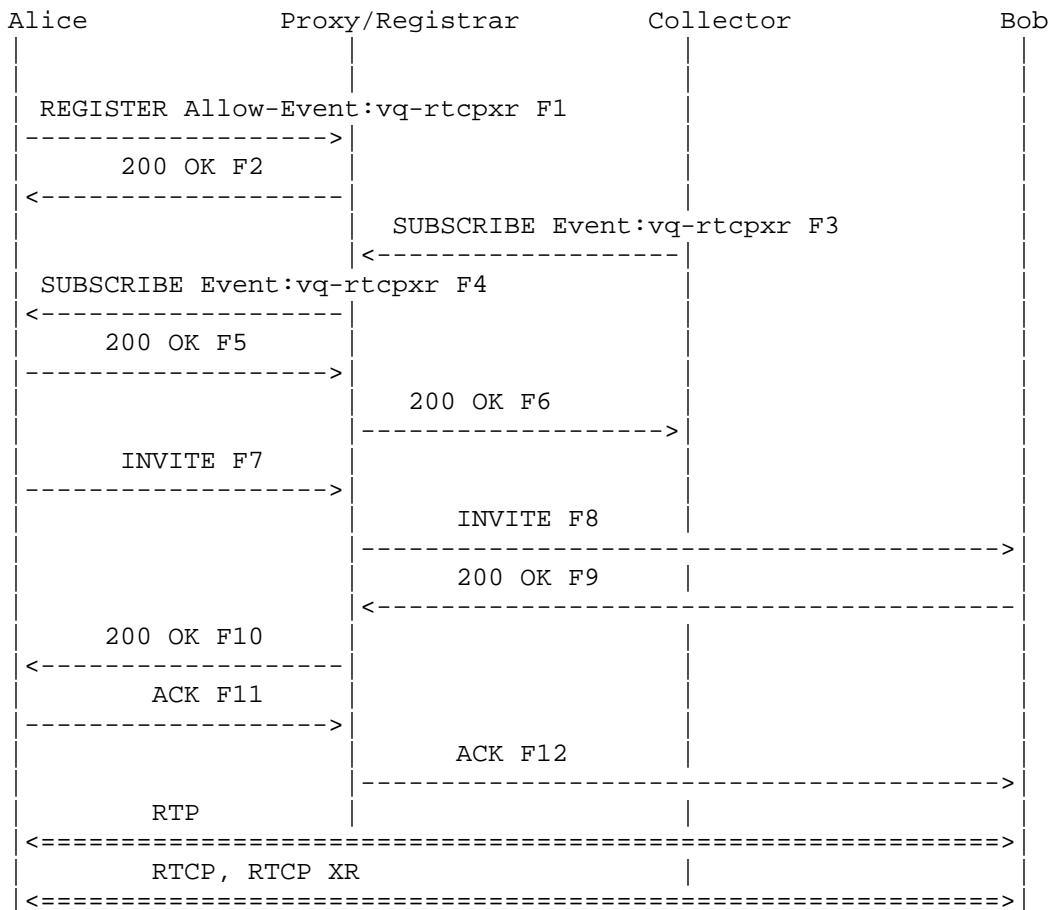 Alice Proxy/Registrar Collector Bob
REGISTER Allow-Event:vq-rtcpxr F1
200 OK F2
SUBSCRIBE Event:vq-rtcpxr F3
SUBSCRIBE Event:vq-rtcpxr F4
200 OK F5
200 OK F6
INVITE F7
INVITE F8
200 OK F9
200 OK F10
ACK F11
ACK F12
RTP
RTCP, RTCP XR